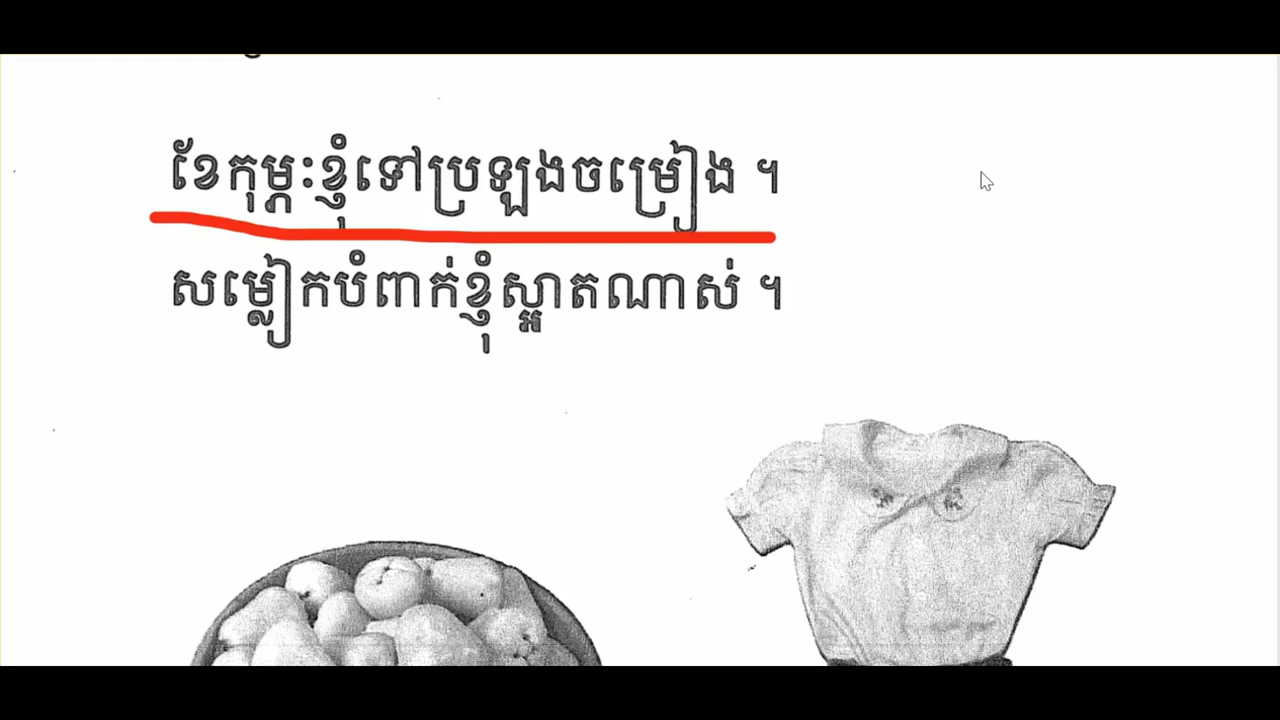 ខែកុម្ភៈខ្ញុំទៅប្រឡងចម្រៀង ។
សម្លៀកបំពាក់ខ្ញុំស្អាតណាស់ ។